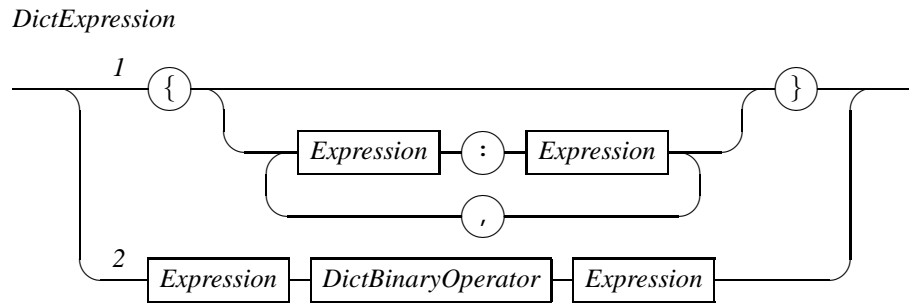 DictExpression
1 { }
Expression : Expression
,
2 Expression DictBinaryOperator Expression